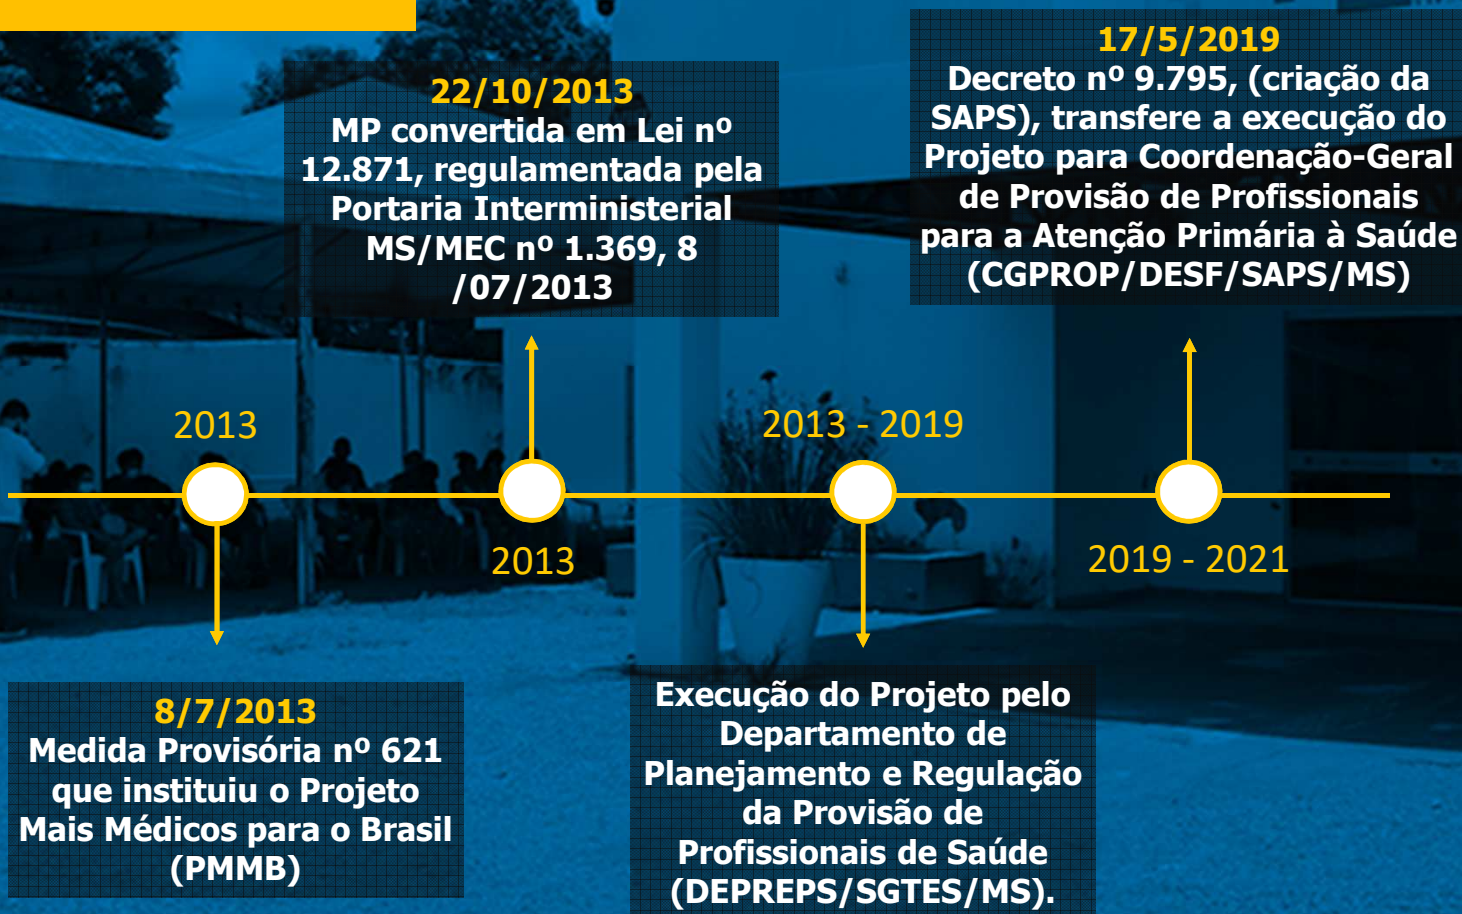 22/10/2013
MP convertida em Lei nº
12.871, regulamentada pela
Portaria Interministerial
MS/MEC nº 1.369, 8
/07/2013
17/5/2019
Decreto nº 9.795, (criação da
SAPS), transfere a execução do
Projeto para Coordenação-Geral
de Provisão de Profissionais
para a Atenção Primária à Saúde
(CGPROP/DESF/SAPS/MS)
2013
2013 - 2019
2013
2019 - 2021
8/7/2013
Medida Provisória nº 621
que instituiu o Projeto
Mais Médicos para o Brasil
(PMMB)
Execução do Projeto pelo
Departamento de
Planejamento e Regulação
da Provisão de
Profissionais de Saúde
(DEPREPS/SGTES/MS).